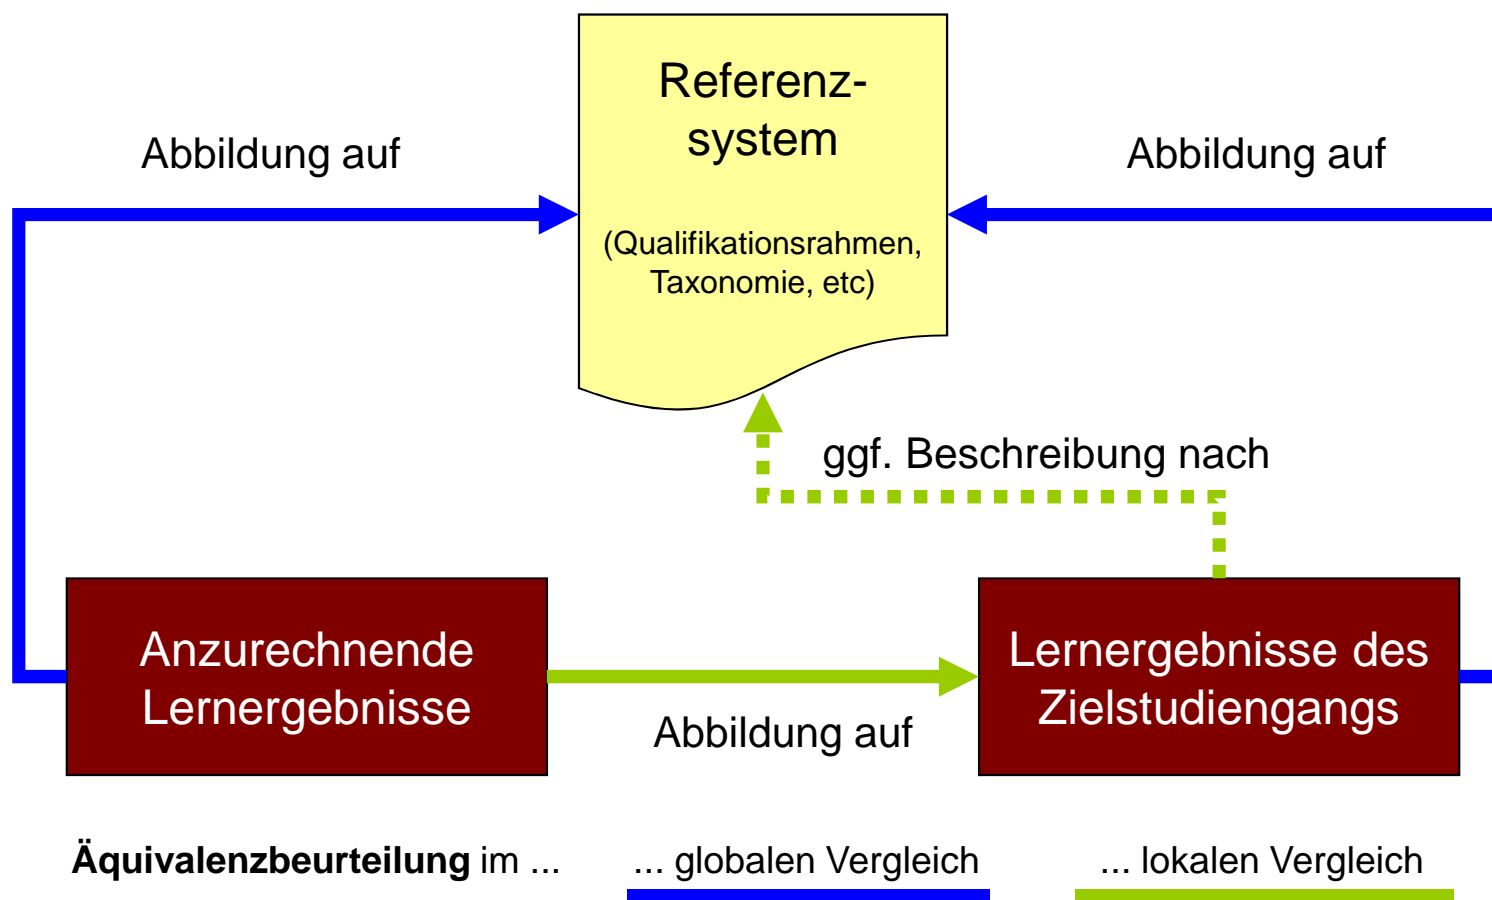 Referenz-
system
Abbildung auf
Abbildung auf
(Qualifikationsrahmen,
Taxonomie, etc)
ggf. Beschreibung nach
Anzurechnende
Lernergebnisse
Lernergebnisse des
Zielstudiengangs
Abbildung auf
Äquivalenzbeurteilung im ... ... globalen Vergleich ... lokalen Vergleich